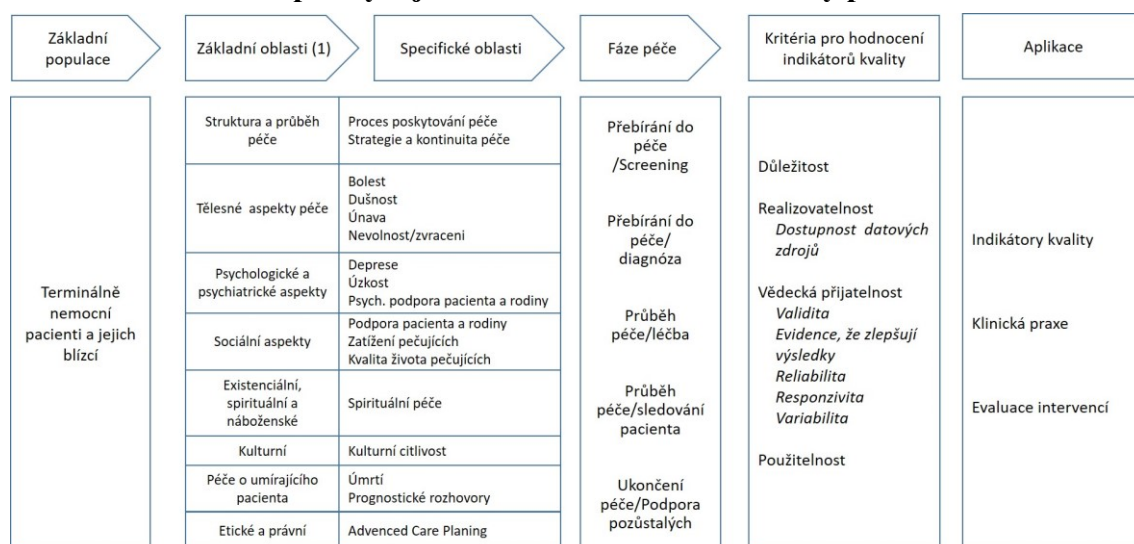 Základní
populace
Základní oblasti (1)
Specifické oblasti
Fáze péče
Kritéria pro hodnocení
indikátorů kvality
Aplikace
Terminálně
nemocní
pacienti a jejich
blízcí
Struktura a průběh
péče
Proces poskytování péče
Strategie a kontinuita péče
Tělesné aspekty péče
Bolest
Dušnost
Únava
Nevolnost/zvraceni
Psychologické a
psychiatrické aspekty
Deprese
Úzkost
Psych. podpora pacienta a rodiny
Sociální aspekty
Podpora pacienta a rodiny
Zatížení pečujících
Kvalita života pečujících
Existenciální,
spirituální a
náboženské
Spirituální péče
Kulturní
Kulturní citlivost
Péče o umírajícího
pacienta
Úmrtí
Prognostické rozhovory
Etické a právní
Advanced Care Planing
Přebírání do
péče
/Screening
Přebírání do
péče/
diagnóza
Průběh
péče/léčba
Průběh
péče/sledování
pacienta
Ukončení
péče/Podpora
pozůstalých
Důležitost
Realizovatelnost
Dostupnost datových
zdrojů
Vědecká přijatelnost
Validita
Evidence, že zlepšují
výsledky
Reliabilita
Responzivita
Variabilita
Použitelnost
Indikátory kvality
Klinická praxe
Evaluace intervencí